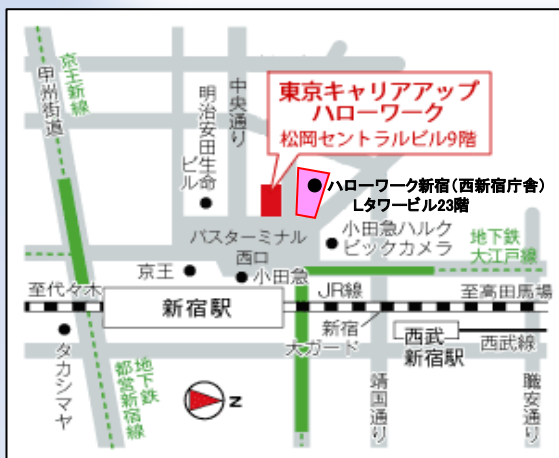 京王新線
甲州街道
明治安田生命
ビル
中央通り
東京キャリアアップ
ハローワーク
松岡セントラルビル9階
ハローワーク新宿(西新宿庁舎)
Lタワービル23階
バスターミナル
西口
小田急ハルク
ビックカメラ
地下鉄
大江戸線
京王
小田急
至代々木
新宿駅
JR線
至高田馬場
新宿
大ガード
西武
新宿駅
西武線
タカシマヤ
地下鉄
都営新宿線
N
靖国通り
職安通り